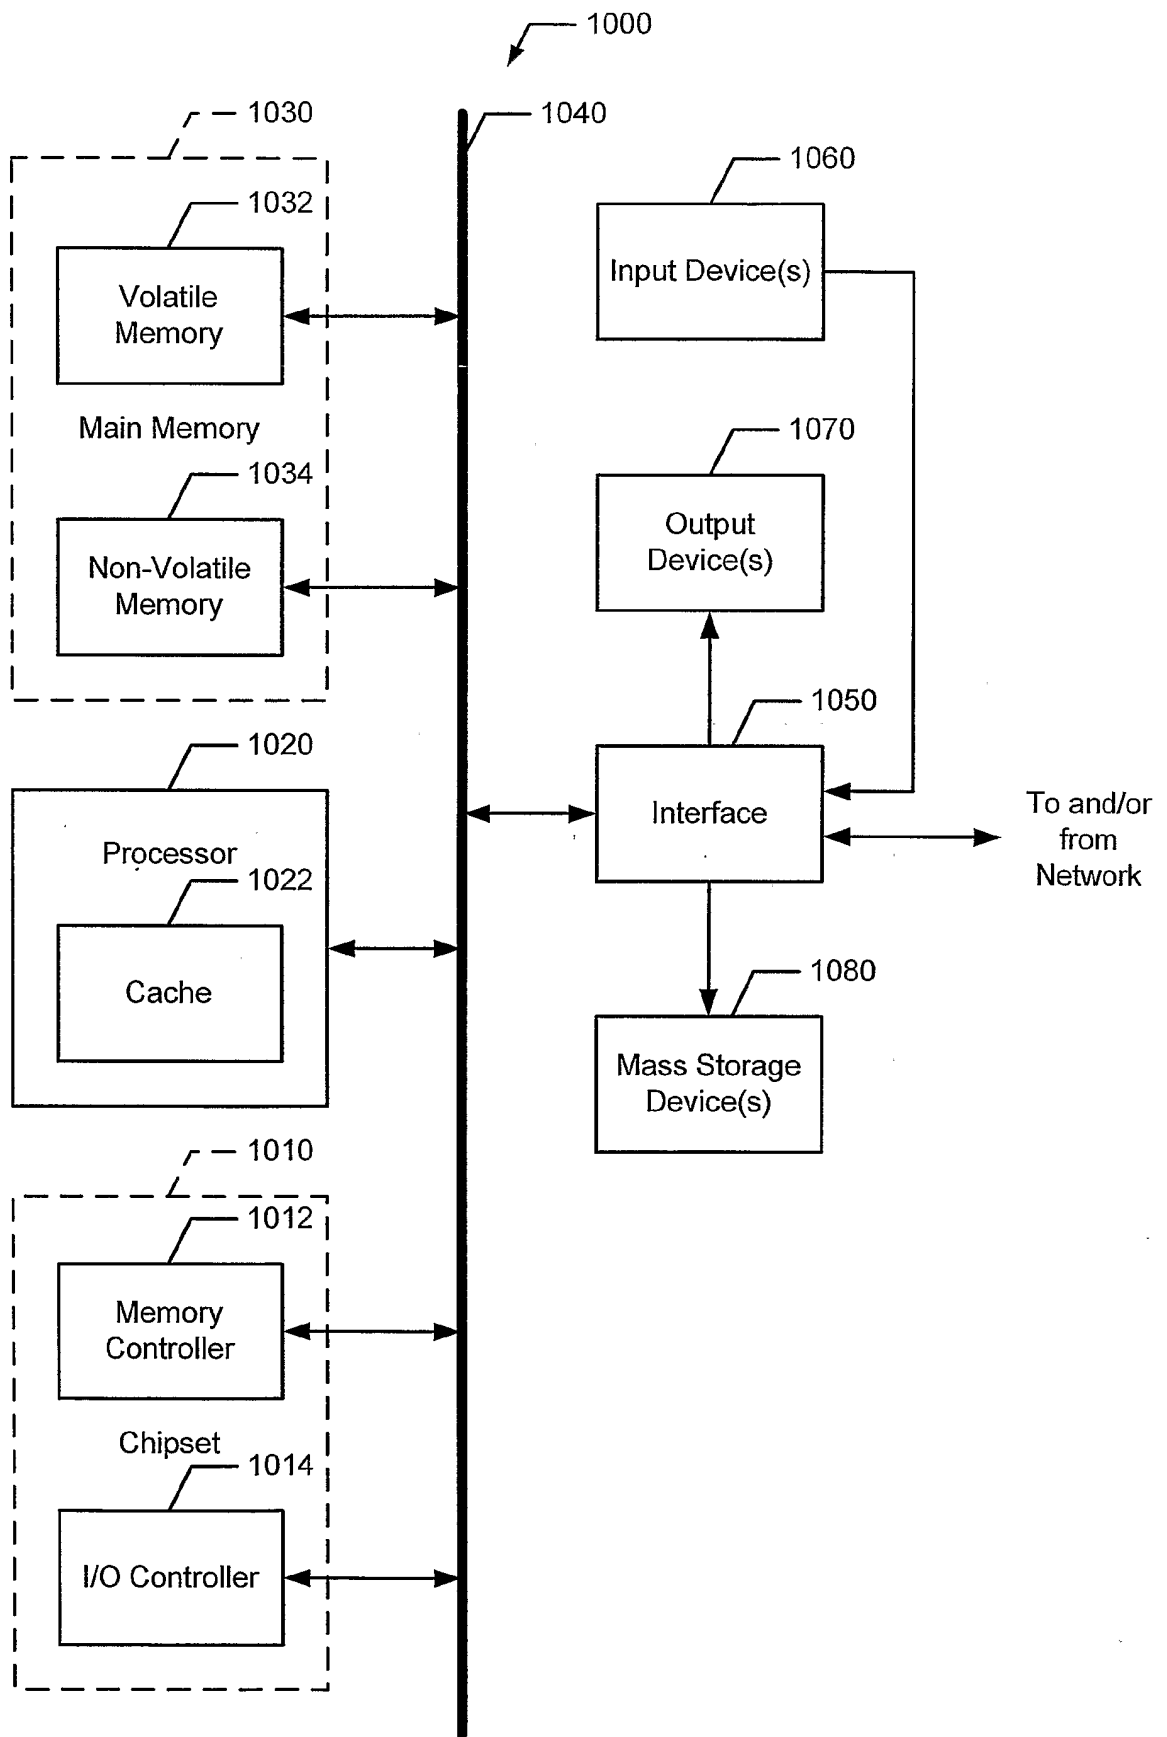 1000
1030
1040
1060
1032
Input Device(s)
Volatile
Memory
Main Memory
1070
1034
Output
Device(s)
Non-Volatile
Memory
1050
1020
Interface
To and/or
from
Network
Processor
1022
Cache
1080
Mass Storage
Device(s)
1010
1012
Memory
Controller
Chipset
1014
I/O Controller